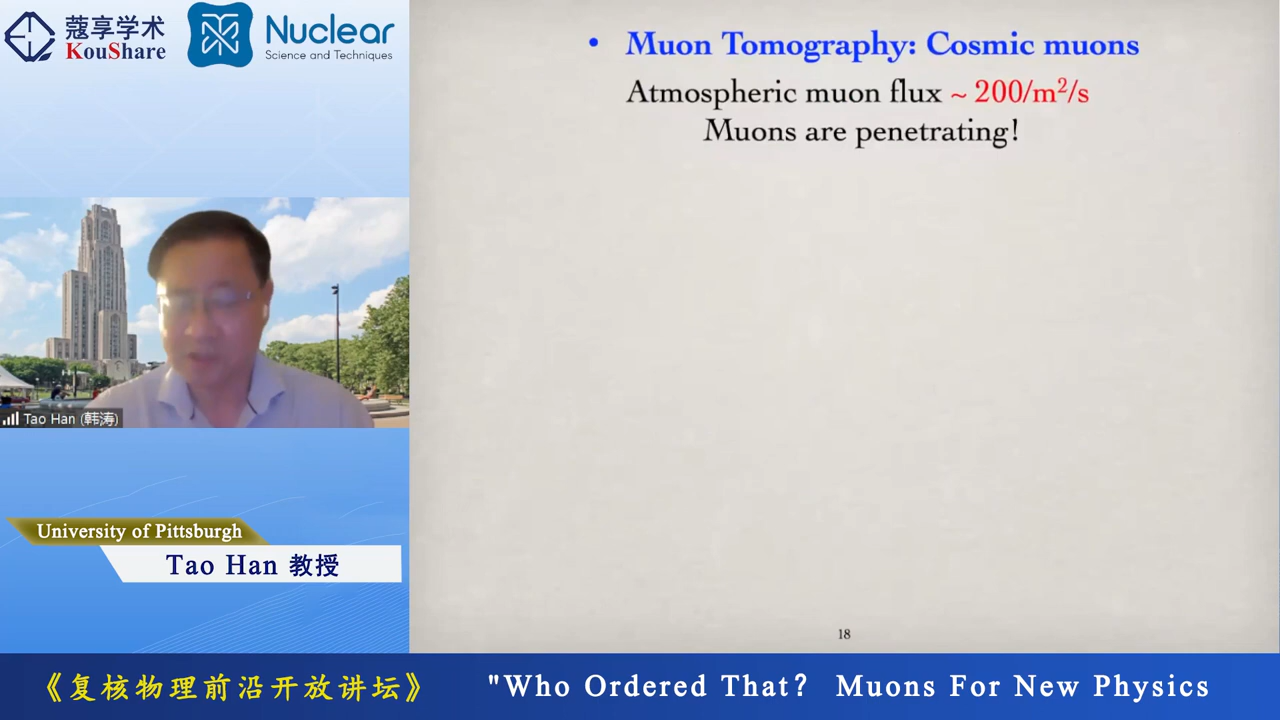 蔻享学术
KouShare
Nuclear
Science and Techniques
• Muon Tomography: Cosmic muons
Atmospheric muon flux ~ 200/m²/s
Muons are penetrating!
Tao Han (韩涛)
University of Pittsburgh
Tao Han 教授
18
《复核物理前沿开放讲坛》
"Who Ordered That? Muons For New Physics